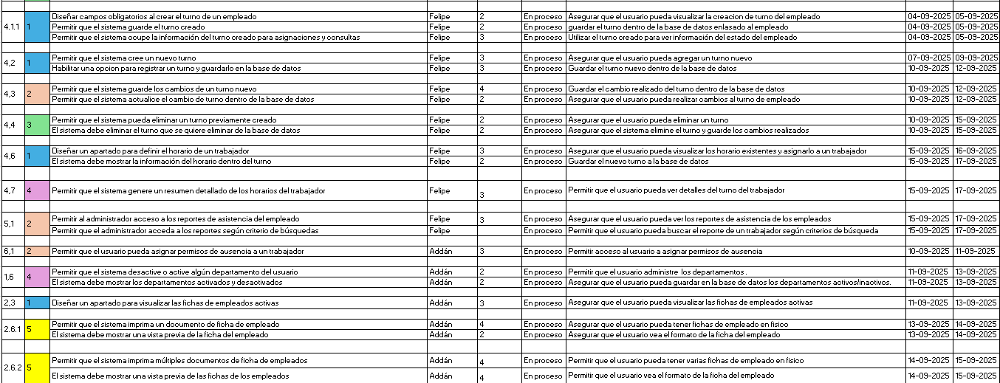 4.1.1 1 Diseñar campos obligatorios al crear el turno de un empleado Felipe 2 En proceso Asegurar que el usuario pueda visualizar la creacion de turno del empleado 04-09-2025 05-09-2025
Permitir que el sistema guarde el turno creado Felipe 2 En proceso guardar el turno dentro de la base de datos enlasado al empleado 04-09-2025 05-09-2025
Permitir que el sistema ocupe la información del turno creado para asignaciones y consultas Felipe 3 En proceso Utilizar el turno creado para ver información del estado del empleado 04-09-2025 05-09-2025
4,2 1 Permitir que el sistema cree un nuevo turno Felipe 3 En proceso Asegurar que el usuario pueda agregar un turno nuevo 07-09-2025 09-09-2025
Habilitar una opcion para registrar un turno y guardarlo en la base de datos Felipe 3 En proceso Guardar el turno nuevo dentro de la base de datos 10-09-2025 12-09-2025
4,3 2 Permitir que el sistema guarde los cambios de un turno nuevo Felipe 4 En proceso Guardar el cambio realizado del turno dentro de la base de datos 10-09-2025 12-09-2025
Permitir que el sistema actualice el cambio de turno dentro de la base de datos Felipe 2 En proceso Asegurar que el usuario pueda realizar cambios al turno de empleado 10-09-2025 12-09-2025
4,4 3 Permitir que el sistema pueda eliminar un turno previamente creado Felipe 2 En proceso Asegurar que el usuario pueda eliminar un turno 10-09-2025 15-09-2025
El sistema debe eliminar el turno que se quiere eliminar de la base de datos Felipe 2 En proceso Asegurar que el sistema elimine el turno y guarde los cambios realizados 10-09-2025 15-09-2025
4,6 1 Diseñar un apartado para definir el horario de un trabajador Felipe 3 En proceso Asegurar que el usuario pueda visualizar los horario existentes y asignarlo a un trabajador 15-09-2025 16-09-2025
El sistema debe mostrar la información del horario dentro del turno Felipe 2 En proceso Guardar el nuevo turno a la base de datos 15-09-2025 17-09-2025
4,7 4 Permitir que el sistema genere un resumen detallado de los horarios del trabajador Felipe 3 En proceso Permitir que el usuario pueda ver detalles del turno del trabajador 15-09-2025 17-09-2025
5,1 2 Permitir al administrador acceso a los reportes de asistencia del empleado Felipe 3 En proceso Asegurar que el usuario pueda ver los reportes de asistencia de los empleados 15-09-2025 17-09-2025
Permitir que el administrador acceda a los reportes según criterio de búsquedas Felipe En proceso Permitir que el usuario pueda buscar el reporte de un trabajador según criterios de búsqueda 15-09-2025 17-09-2025
6,1 2 Permitir que el usuario pueda asignar permisos de ausencia a un trabajador Addán 3 En proceso Permitir acceso al usuario a asignar permisos de ausencia 10-09-2025 11-09-2025
1,6 4 Permitir que el sistema desactive o active algún departamento del usuario Addán 2 En proceso Permitir que el usuario administre los departamentos . 11-09-2025 13-09-2025
El sistema debe mostrar los departamentos activados y desactivados Addán 2 En proceso Asegurar que el usuario pueda guardar en la base de datos los departamentos activos/inactivos. 11-09-2025 13-09-2025
2,3 1 Diseñar un apartado para visualizar las fichas de empleados activas Addán 3 En proceso Asegurar que el usuario pueda visualizar las fichas de empleados activas 11-09-2025 13-09-2025
2.6.1 5 Permitir que el sistema imprima un documento de ficha de empleado Addán 4 En proceso Asegurar que el usuario pueda tener fichas de empleado en fisico 13-09-2025 14-09-2025
El sistema debe mostrar una vista previa de la ficha del empleado Addán 2 En proceso Asegurar que el usuario vea el formato de la ficha del empleado 13-09-2025 14-09-2025
2.6.2 5 Permitir que el sistema imprima múltiples documentos de ficha de empleados Addán 4 En proceso Permitir que el usuario pueda tener varias fichas de empleado en fisico 14-09-2025 15-09-2025
El sistema debe mostrar una vista previa de las fichas de los empleados Addán 4 En proceso Permitir que el usuario vea el formato de la ficha del empleado 14-09-2025 15-09-2025